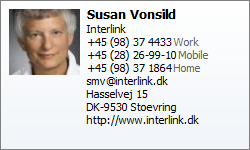 Susan Vonsild
Interlink
+45 (98) 37 4433 Work
+45 (28) 26-99-10 Mobile
+45 (98) 37 1864 Home
smv@interlink.dk
Hasselvej 15
DK-9530 Stoevring
http://www.interlink.dk